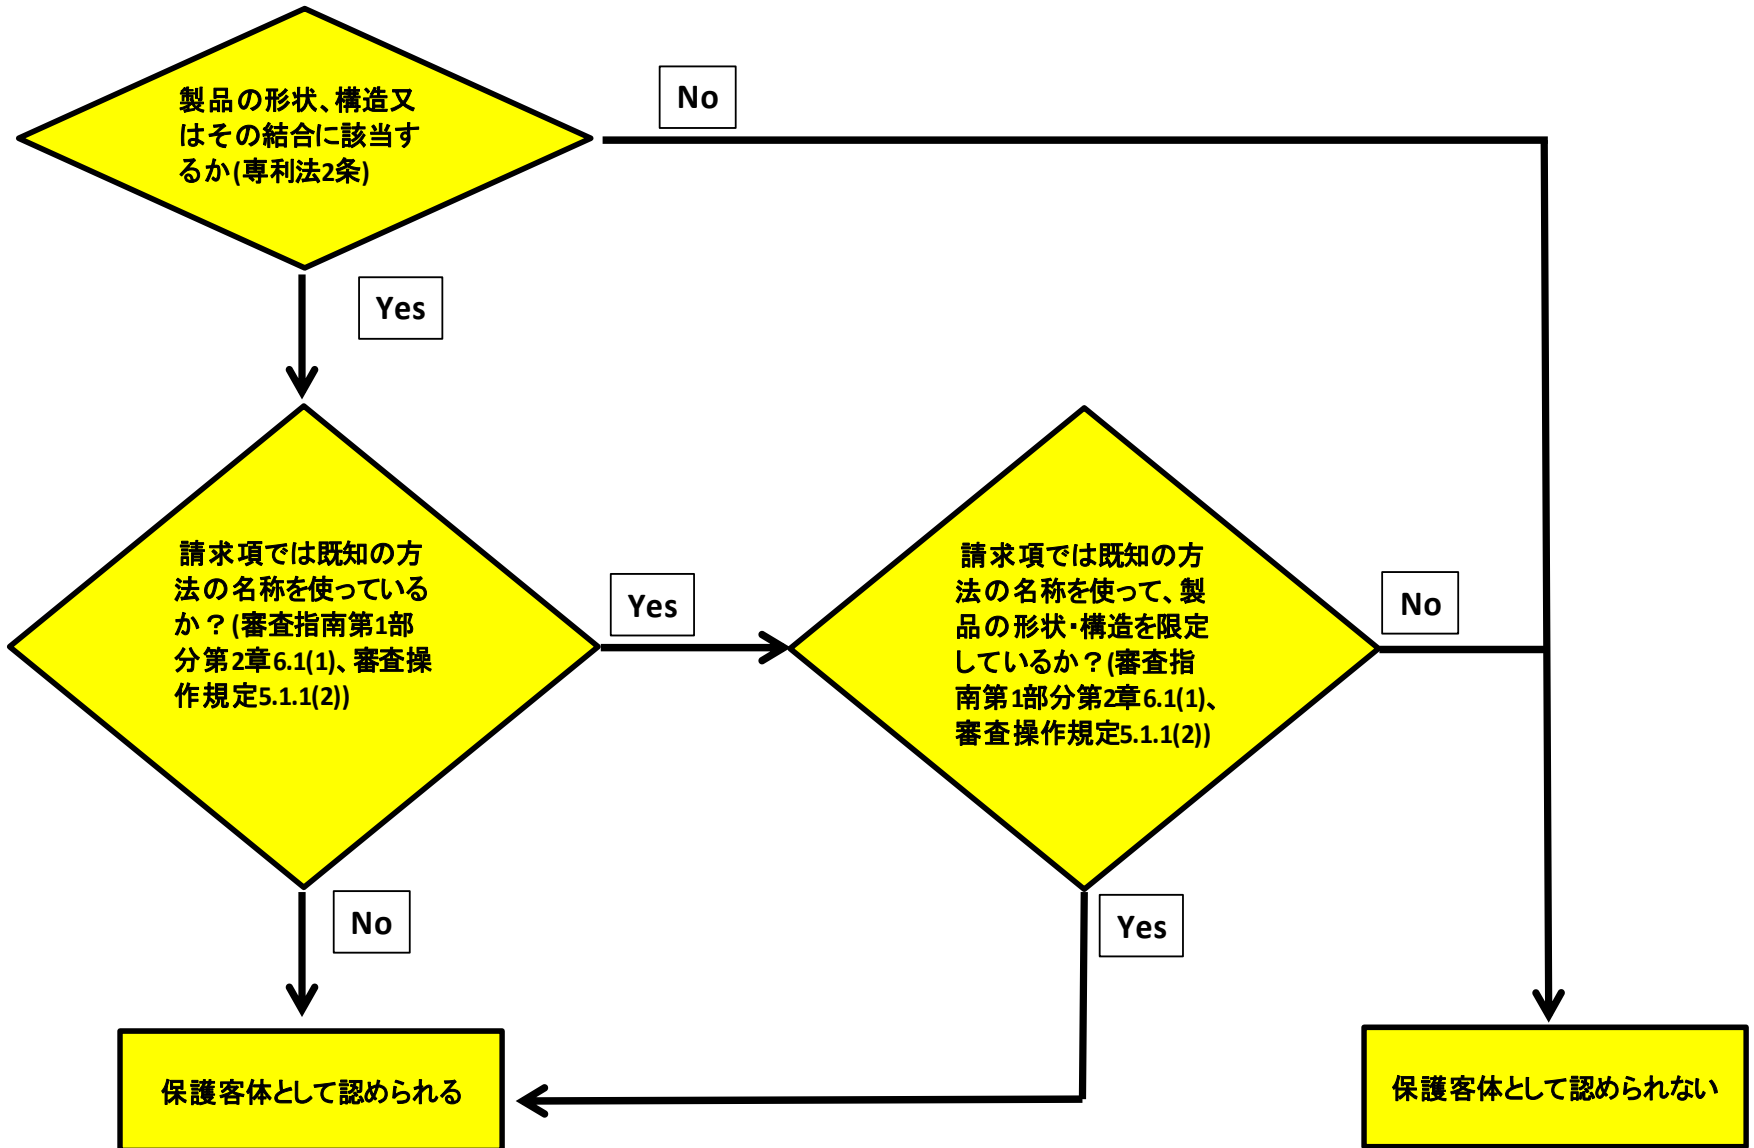 製品の形状、構造又
はその結合に該当す
るか(専利法2条)
No
Yes
請求項では既知の方
法の名称を使っている
か？(審査指南第1部
分第2章6.1(1)、審査操
作規定5.1.1(2))
Yes
請求項では既知の方
法の名称を使って、製
品の形状・構造を限定
しているか？(審査指
南第1部分第2章6.1(1)、
審査操作規定5.1.1(2))
No
No
Yes
保護客体として認められる
保護客体として認められない